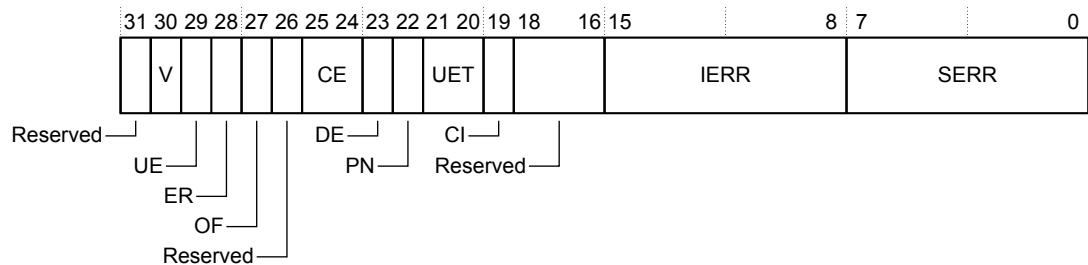 31 30 29 28 27 26 25 24 23 22 21 20 19 18 16 15 8 7 0
V CE UET IERR SERR
Reserved DE CI
UE PN Reserved
ER
OF
Reserved